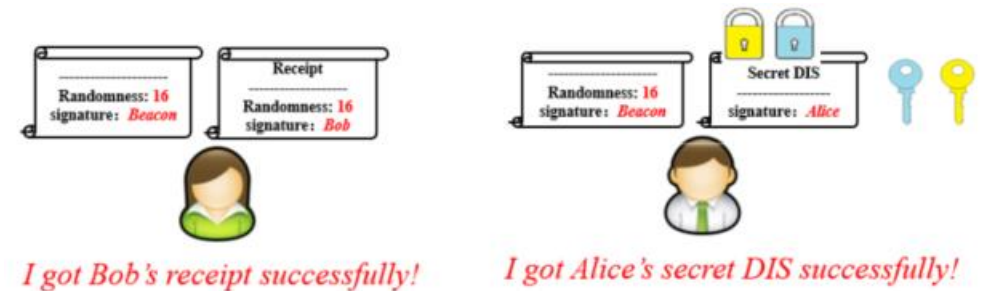 Randomness: 16
signature: Beacon
Receipt
Randomness: 16
signature: Bob
I got Bob's receipt successfully!
Randomness: 16
signature: Beacon
Secret DIS
signature: Alice
I got Alice's secret DIS successfully!